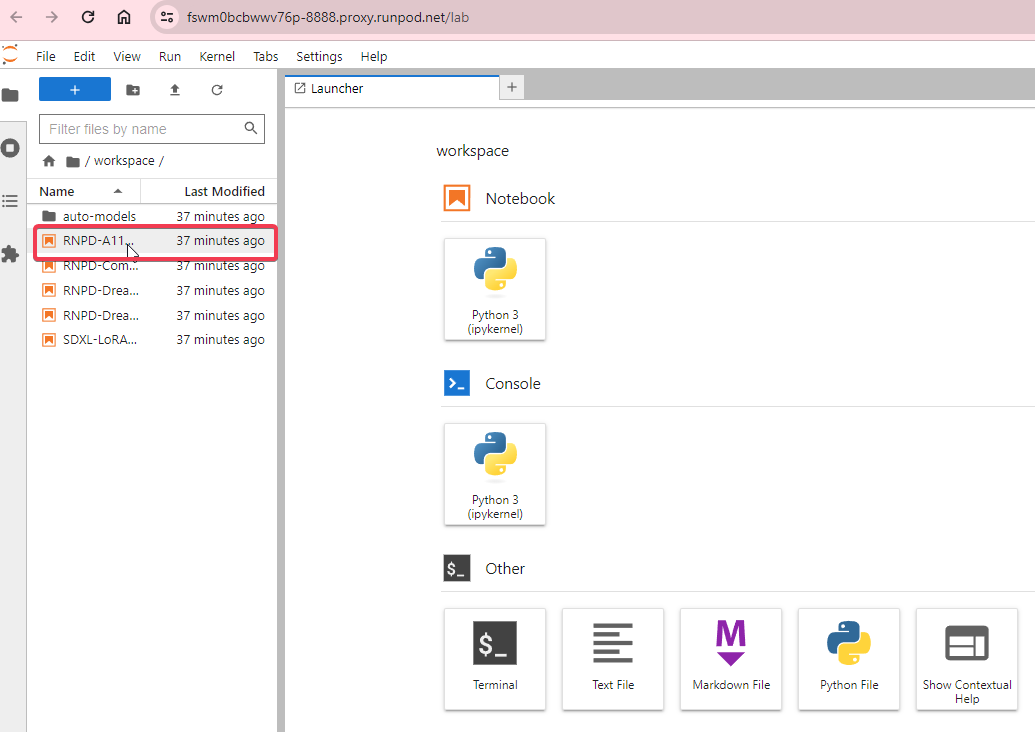 fswm0bcbwwv76p-8888.proxy.runpod.net/lab
File Edit View Run Kernel Tabs Settings Help
+
Filter files by name
/ workspace /
Name Last Modified
auto-models 37 minutes ago
RNPD-A11... 37 minutes ago
RNPD-Com... 37 minutes ago
RNPD-Drea... 37 minutes ago
RNPD-Drea... 37 minutes ago
SDXL-LoRA... 37 minutes ago
Launcher +
workspace
Notebook
Python 3
(ipykernel)
>_ Console
Python 3
(ipykernel)
$_ Other
$_
Terminal
Text File
M
Markdown File
Python File
Show Contextual
Help